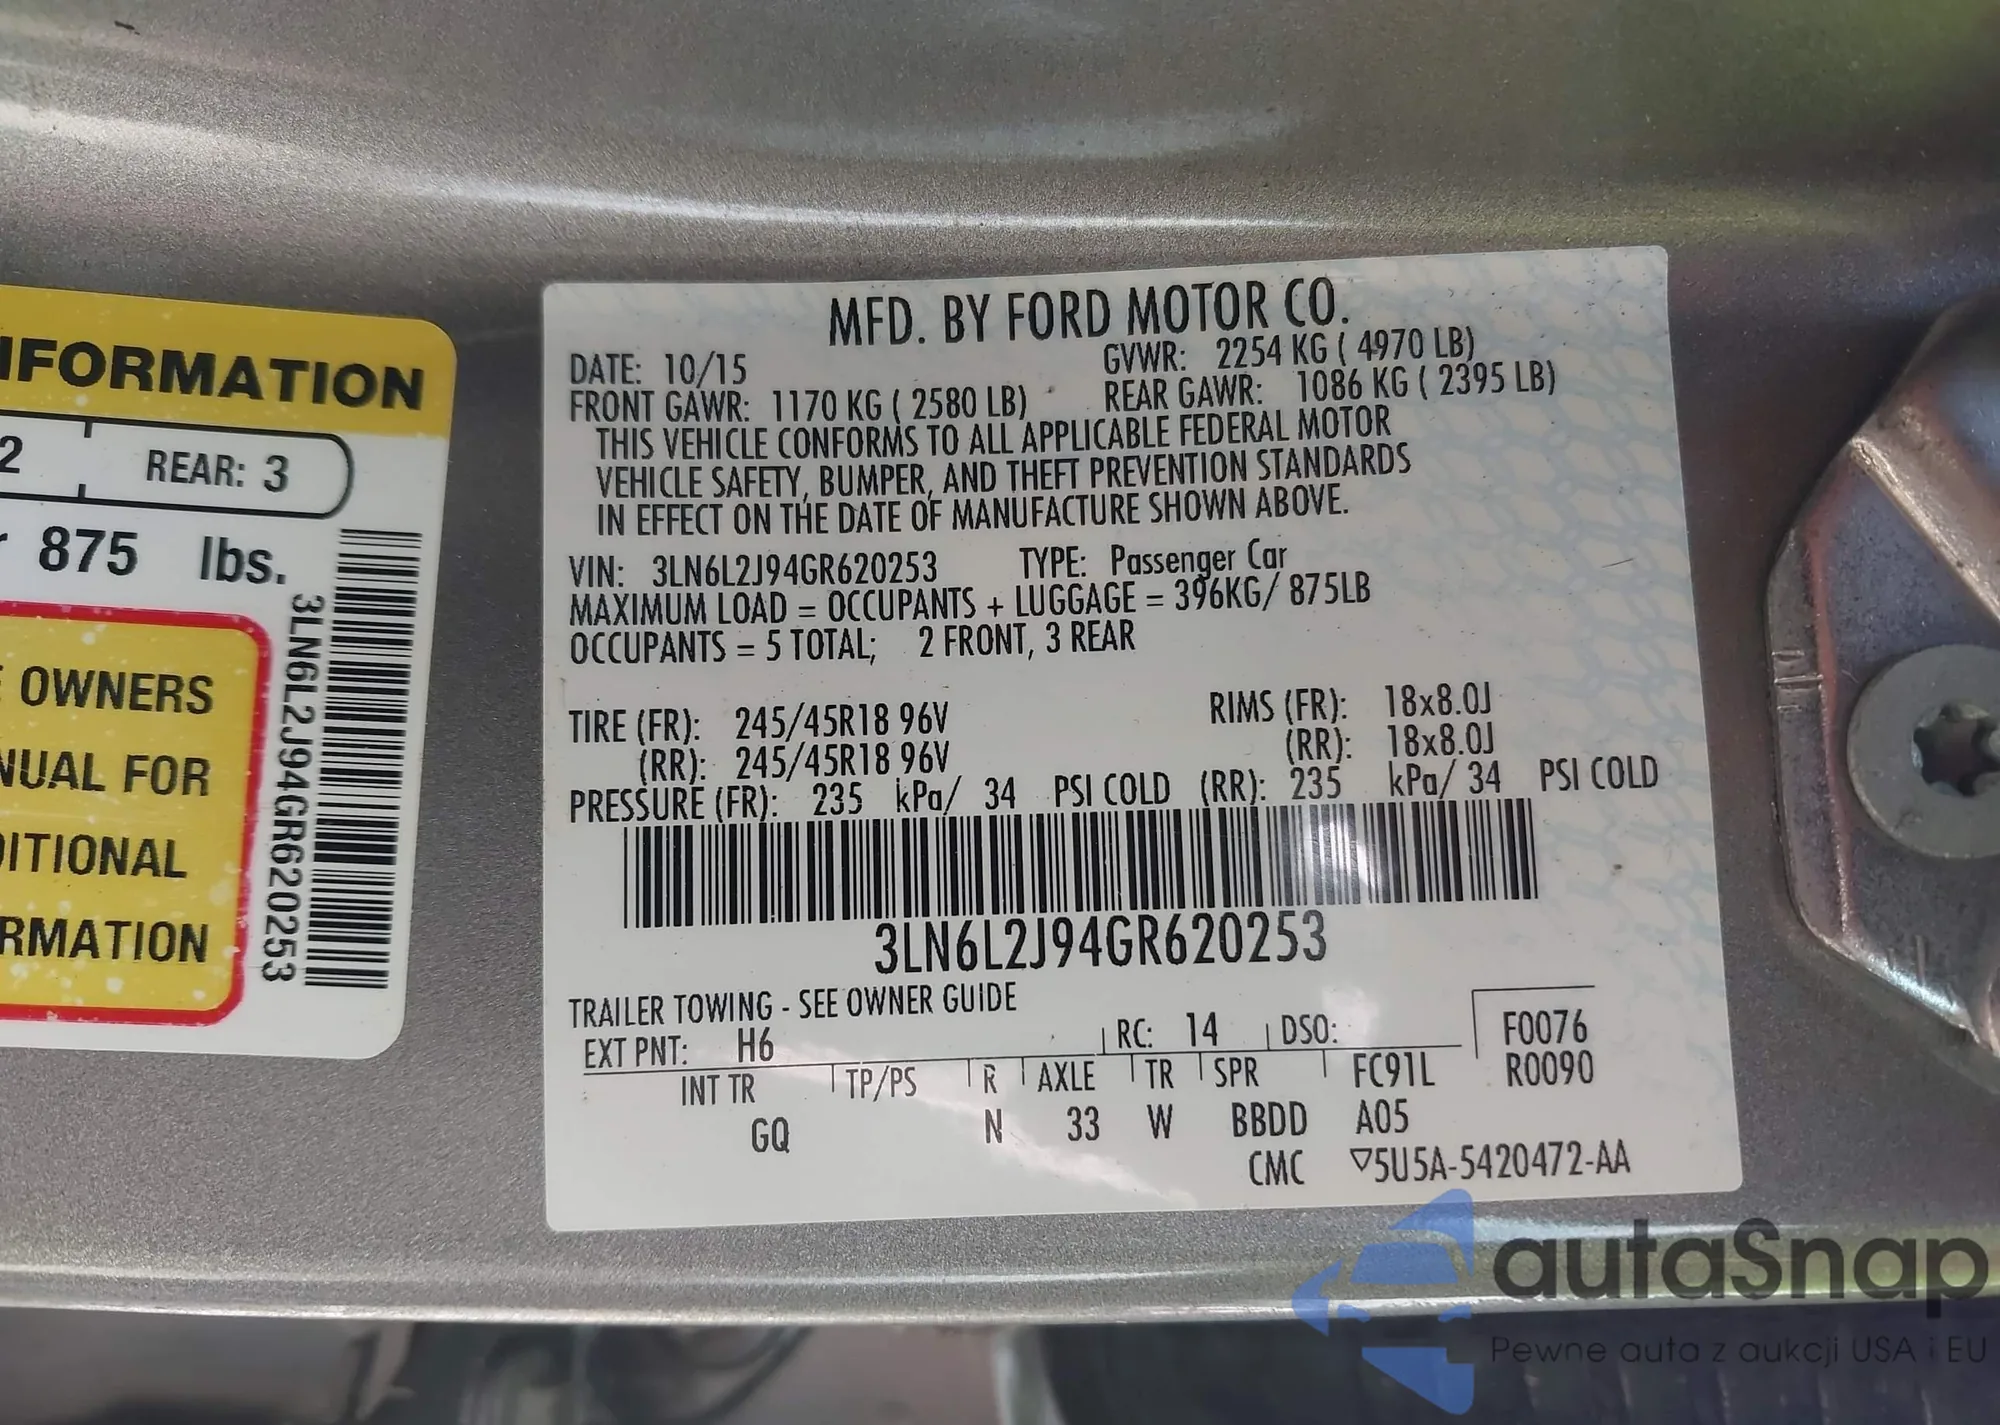 NFORMATION
2
REAR: 3
875 lbs.
OWNERS
NUAL FOR
DITIONAL
RMATION
3LN6L2J94GR620253
MFD. BY FORD MOTOR CO.
DATE: 10/15 GVWR: 2254 KG ( 4970 LB)
FRONT GAWR: 1170 KG ( 2580 LB) REAR GAWR: 1086 KG ( 2395 LB)
THIS VEHICLE CONFORMS TO ALL APPLICABLE FEDERAL MOTOR
VEHICLE SAFETY, BUMPER, AND THEFT PREVENTION STANDARDS
IN EFFECT ON THE DATE OF MANUFACTURE SHOWN ABOVE.
VIN: 3LN6L2J94GR620253 TYPE: Passenger Car
MAXIMUM LOAD = OCCUPANTS + LUGGAGE = 396KG/ 875LB
OCCUPANTS = 5 TOTAL; 2 FRONT, 3 REAR
TIRE (FR): 245/45R18 96V RIMS (FR): 18x8.0J
(RR): 245/45R18 96V (RR): 18x8.0J
PRESSURE (FR): 235 kPa/ 34 PSI COLD (RR): 235 kPa/ 34 PSI COLD
3LN6L2J94GR620253
TRAILER TOWING - SEE OWNER GUIDE
EXT PNT: H6 RC: 14 DSO: F0076
INT TR TP/PS R AXLE TR SPR FC91L R0090
GQ N 33 W BBDD A05
CMC ▽5U5A-5420472-AA
autaSnap
Pewne auta z aukcji USA i EU